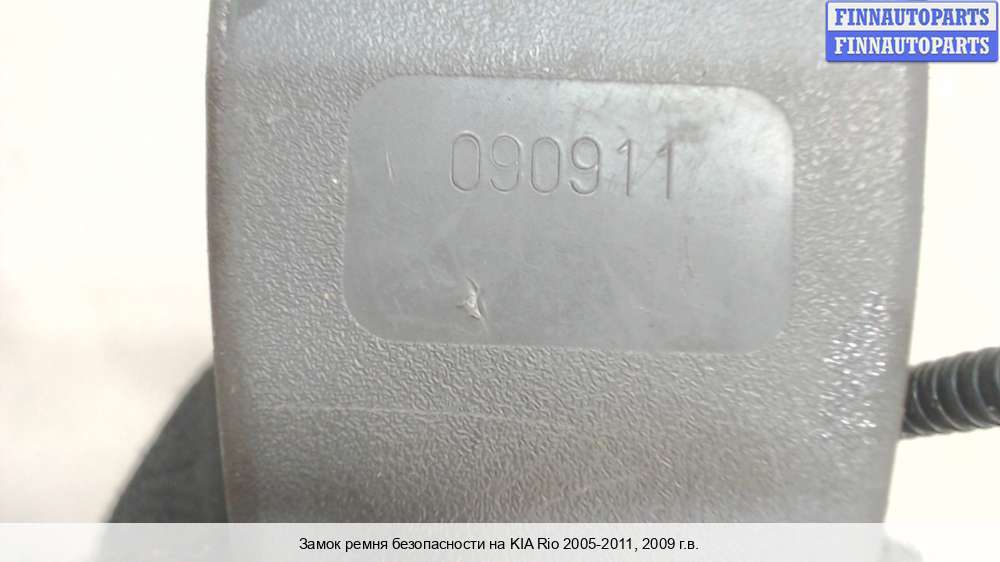 FINNAUTOPARTS
FINNAUTOPARTS
090911
Замок ремня безопасности на KIA Rio 2005-2011, 2009 г.в.